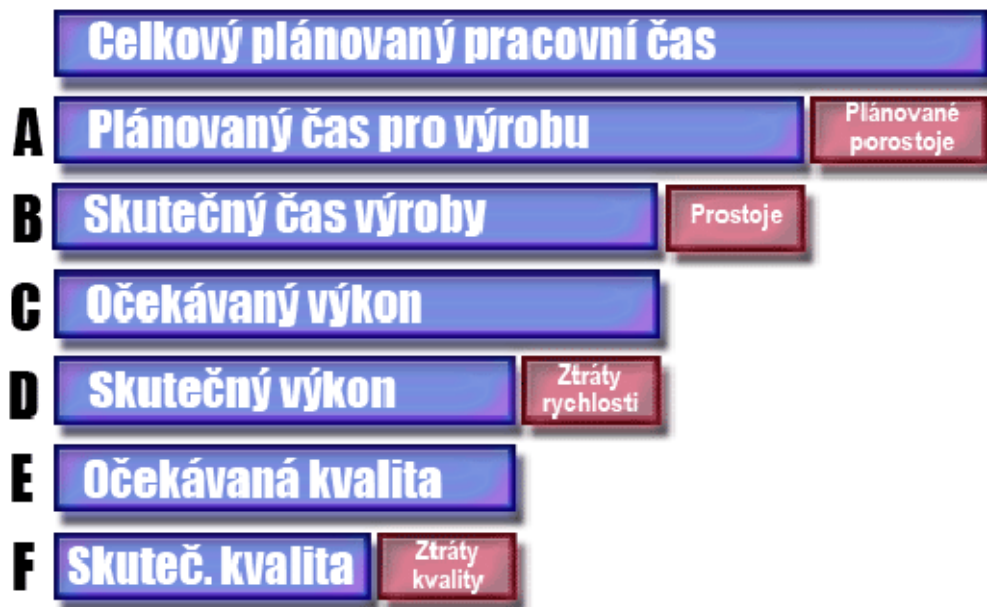 Celkový plánovaný pracovní čas
A Plánovaný čas pro výrobu
Plánované
porostoje
B Skutečný čas výroby
Prostoje
C Očekávaný výkon
D Skutečný výkon
Ztráty
rychlosti
E Očekávaná kvalita
F Skuteč. kvalita
Ztráty
kvality